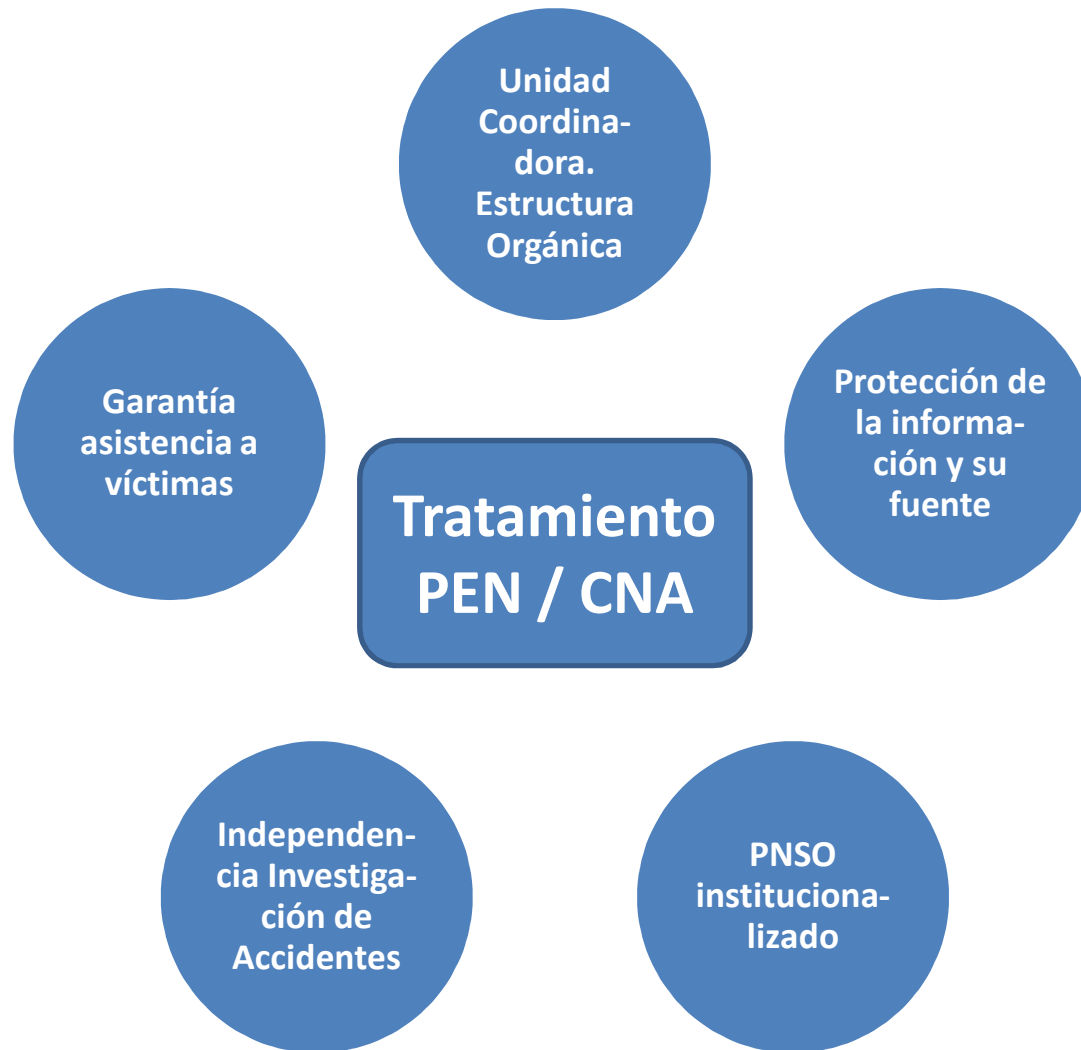 Unidad
Coordina-
dora.
Estructura
Orgánica
Protección de
la informa-
ción y su
fuente
PNSO
instituciona-
lizado
Independen-
cia Investiga-
ción de
Accidentes
Garantía
asistencia a
víctimas
Tratamiento
PEN / CNA